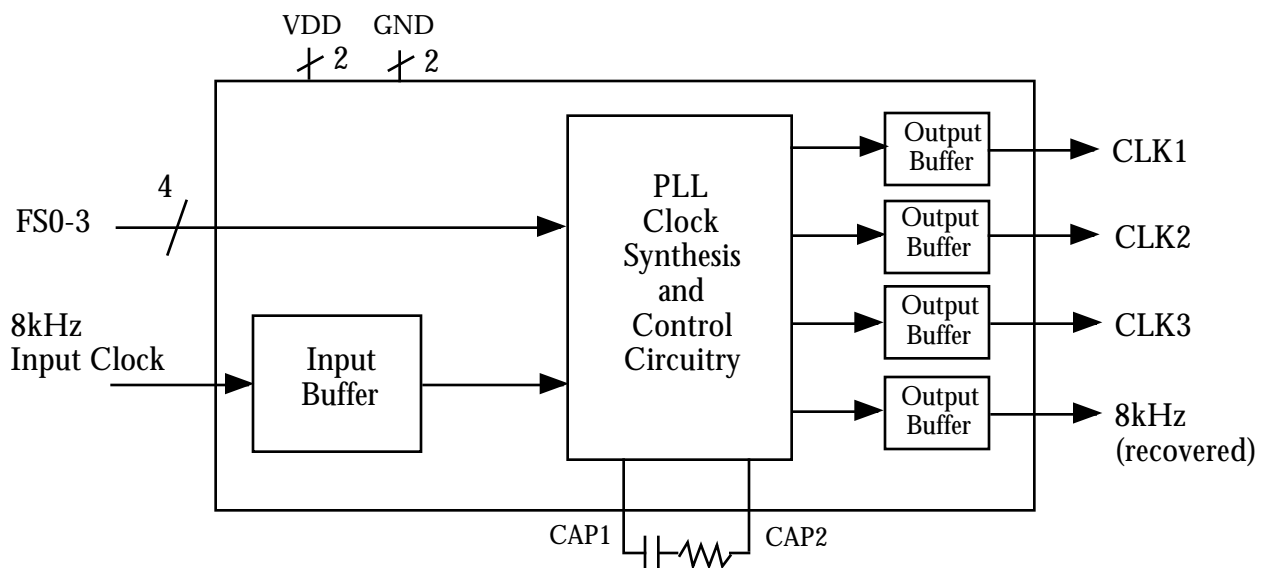 VDD GND
2 2
4
FS0-3
8kHz
Input Clock
Input
Buffer
PLL
Clock
Synthesis
and
Control
Circuitry
Output
Buffer
CLK1
Output
Buffer
CLK2
Output
Buffer
CLK3
Output
Buffer
8kHz
(recovered)
CAP1 CAP2